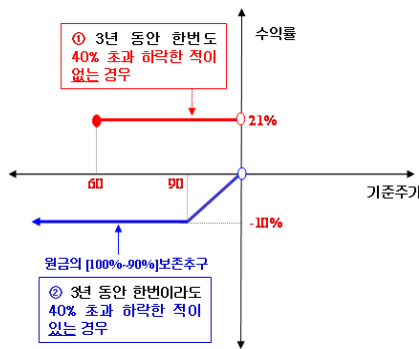 ① 3년 동안 한번도
40% 초과 하락한 적이
없는 경우
수익률
21%
60
90
기준주가
-10%
원금의 [100%~90%]보존추구
② 3년 동안 한번이라도
40% 초과 하락한 적이
있는 경우